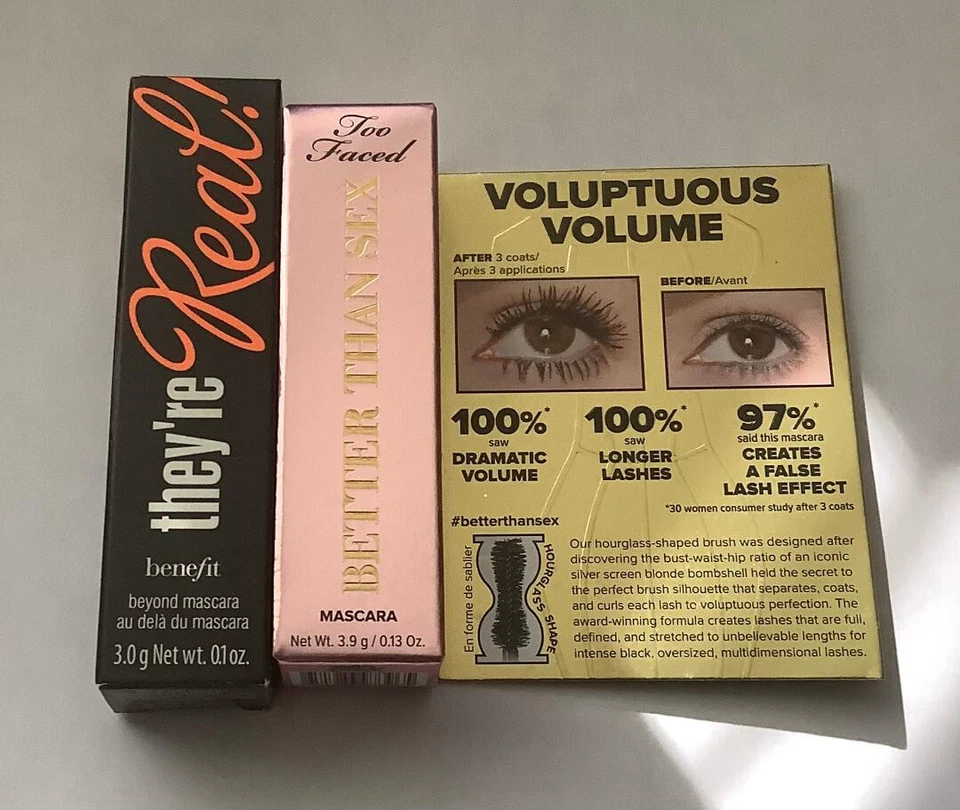 they're Real!
benefit
beyond mascara
au delà du mascara
3.0 g Net wt. 0.1 oz.
Too
Faced
BETTER THAN SEX
MASCARA
Net Wt. 3.9 g / 0.13 Oz.
VOLUPTUOUS
VOLUME
AFTER 3 coats/
Après 3 applications
BEFORE/Avant
100%*
saw
DRAMATIC
VOLUME
100%*
saw
LONGER
LASHES
97%*
said this mascara
CREATES
A FALSE
LASH EFFECT
*30 women consumer study after 3 coats
#betterthansex
En forme de sablier
HOURGLASS SHAPE
Our hourglass-shaped brush was designed after
discovering the bust-waist-hip ratio of an iconic
silver screen blonde bombshell held the secret to
the perfect brush silhouette that separates, coats,
and curls each lash to voluptuous perfection. The
award-winning formula creates lashes that are full,
defined, and stretched to unbelievable lengths for
intense black, oversized, multidimensional lashes.